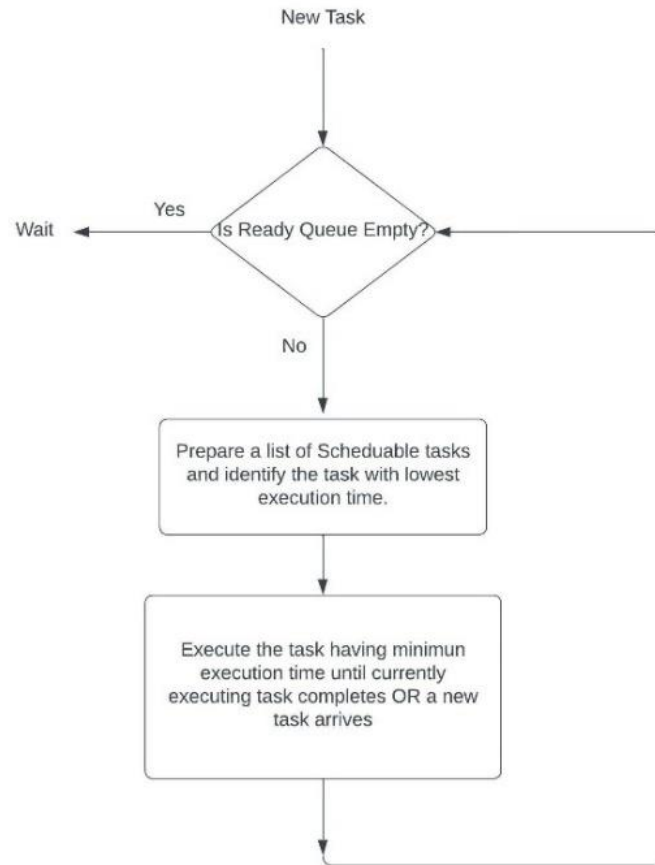 New Task
Yes
Wait
Is Ready Queue Empty?
No
Prepare a list of Scheduable tasks
and identify the task with lowest
execution time.
Execute the task having minimun
execution time until currently
executing task completes OR a new
task arrives